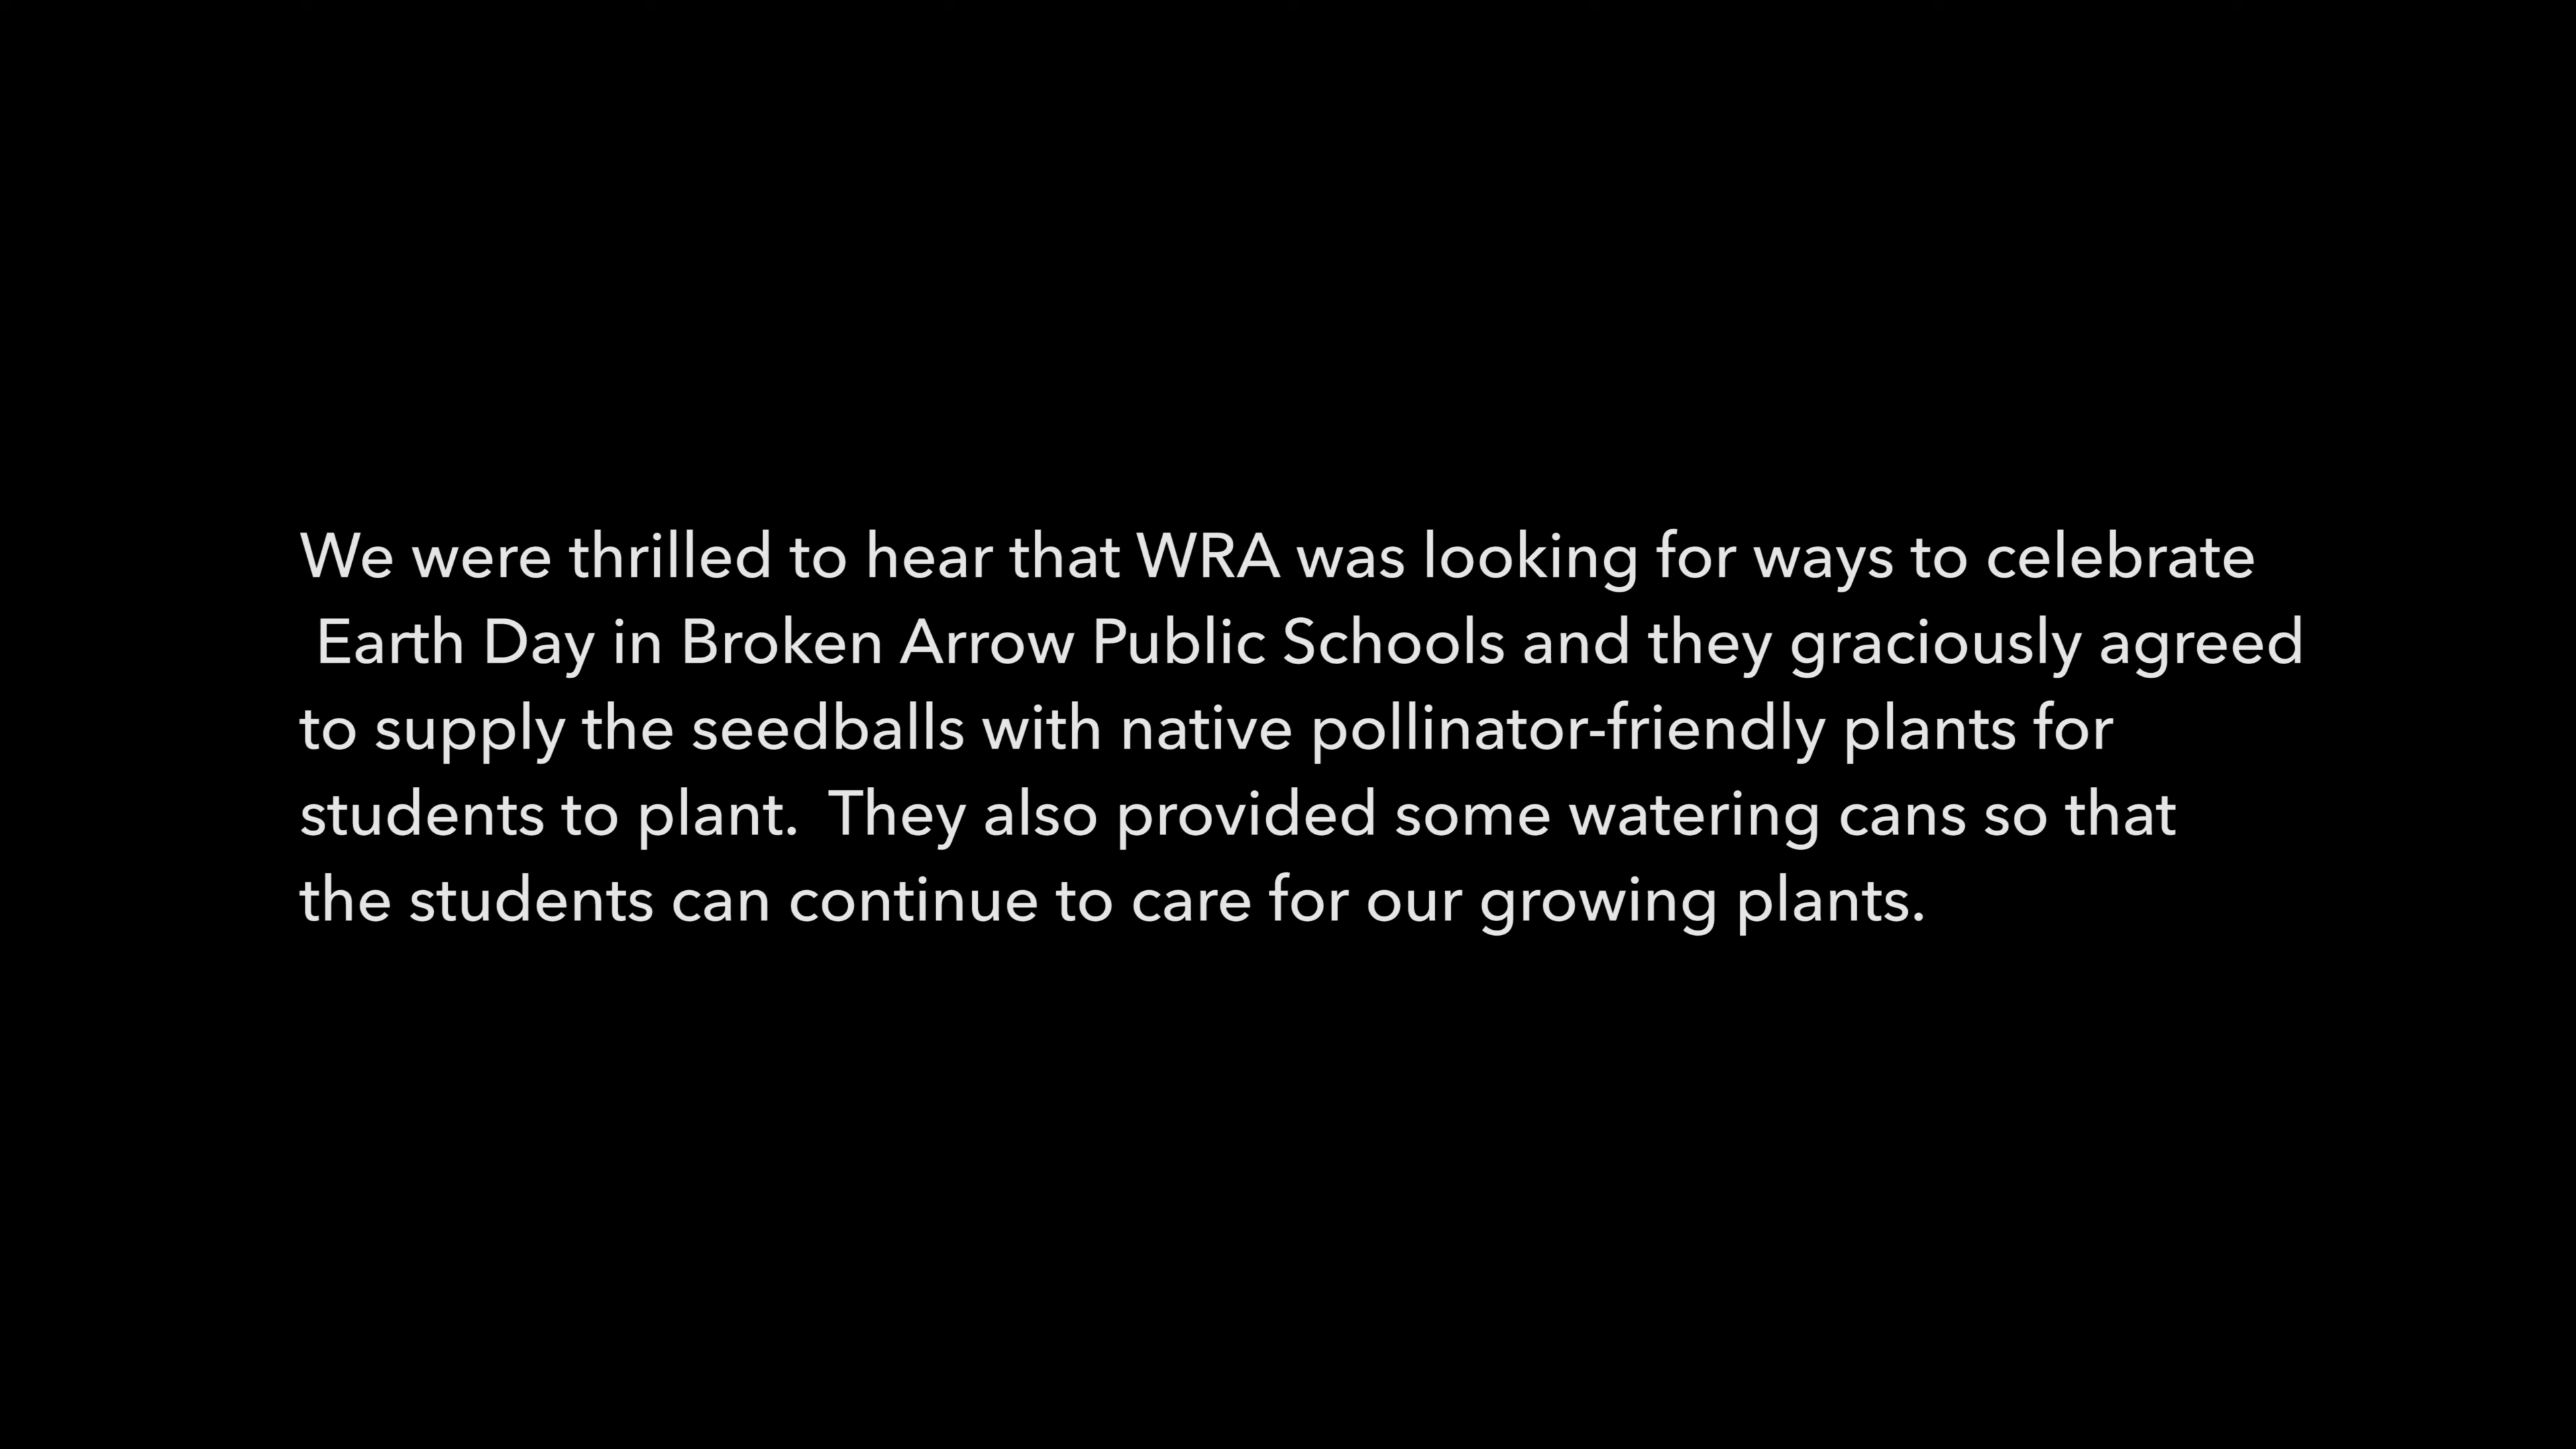 We were thrilled to hear that WRA was looking for ways to celebrate
Earth Day in Broken Arrow Public Schools and they graciously agreed
to supply the seedballs with native pollinator-friendly plants for
students to plant.  They also provided some watering cans so that
the students can continue to care for our growing plants.